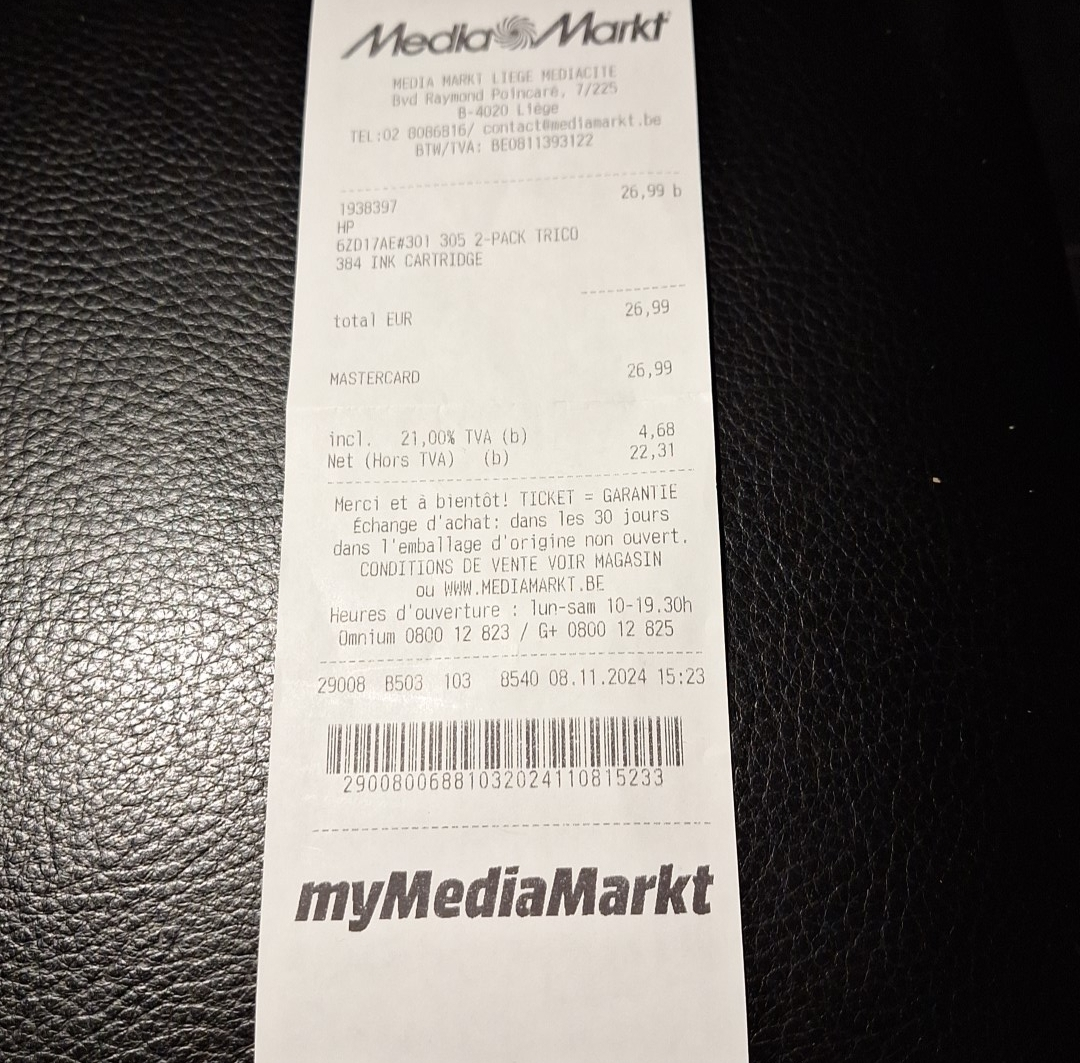 Media Markt
MEDIA MARKT LIEGE MEDIACITE
Bvd Raymond Poincaré, 7/225
B-4020 Liège
TEL:02 8086816/ contact@mediamarkt.be
BTW/TVA: BE0811393122
1938397 26,99 b
HP
6ZD17AE#301 305 2-PACK TRICO
384 INK CARTRIDGE
total EUR 26,99
MASTERCARD 26,99
incl. 21,00% TVA (b) 4,68
Net (Hors TVA) (b) 22,31
Merci et à bientôt! TICKET = GARANTIE
Échange d'achat: dans les 30 jours
dans l'emballage d'origine non ouvert.
CONDITIONS DE VENTE VOIR MAGASIN
ou WWW.MEDIAMARKT.BE
Heures d'ouverture : lun-sam 10-19.30h
Omnium 0800 12 823 / G+ 0800 12 825
29008 B503 103 8540 08.11.2024 15:23
29008006881032024110815233
myMediaMarkt